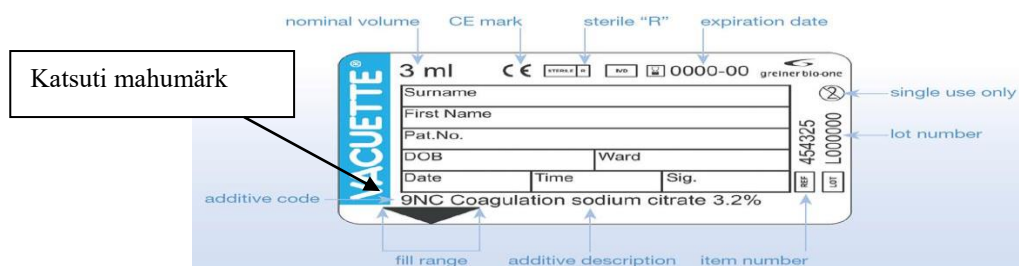 nominal volume CE mark sterile "R" expiration date
Katsuti mahumärk
VACUETTE®
3 ml CE STERILE R IVD 0000-00 greiner bio-one
Surname
First Name
Pat.No.
DOB Ward
Date Time Sig.
9NC Coagulation sodium citrate 3.2%
2
454325
L000000
REF
LOT
single use only
lot number
additive code
fill range additive description item number